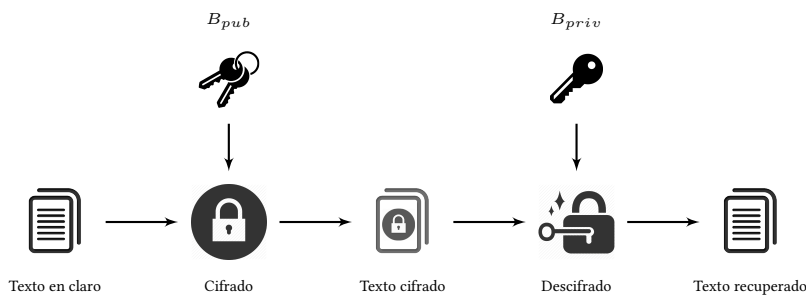 B_pub
B_priv
Texto en claro
Cifrado
Texto cifrado
Descifrado
Texto recuperado